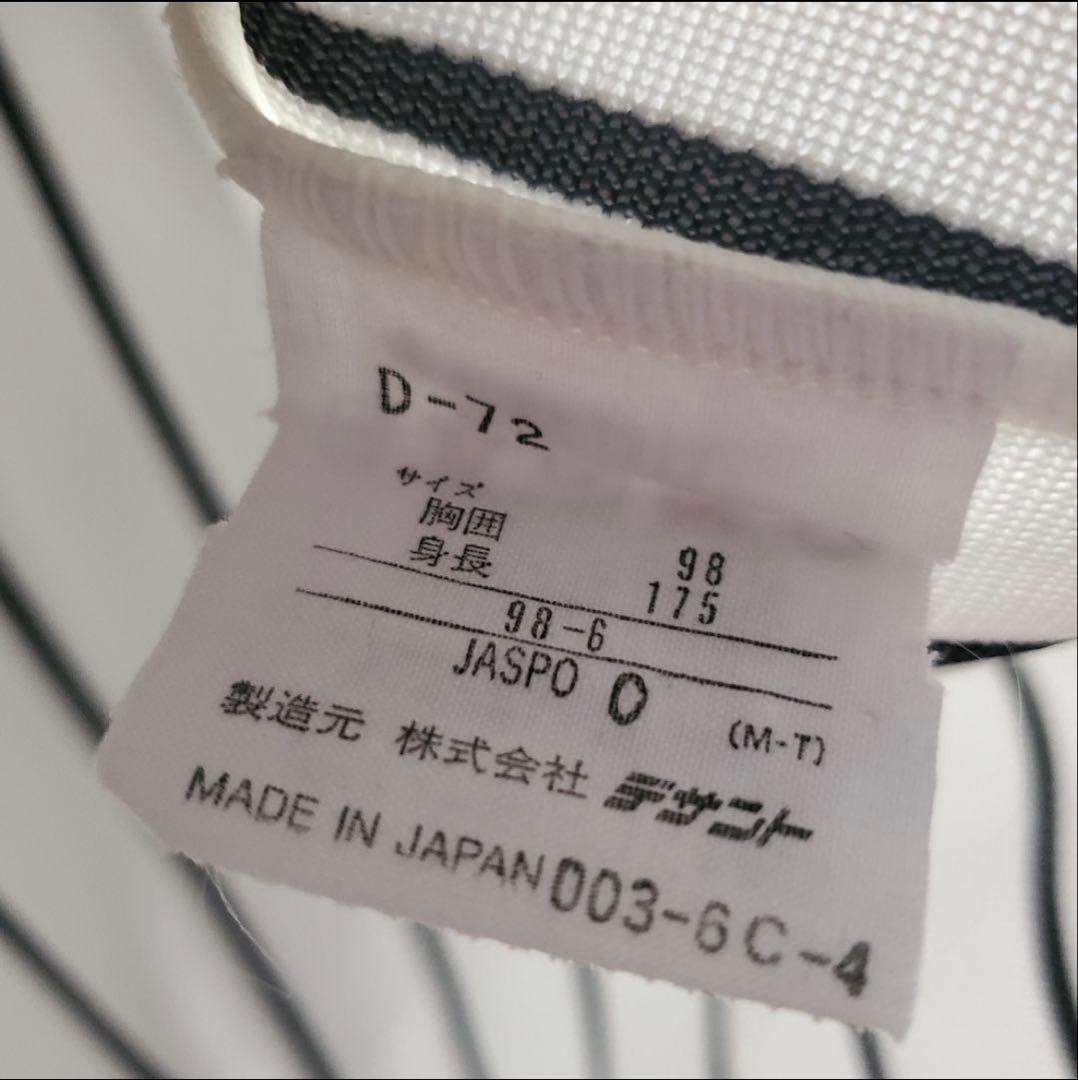 D-72
サイズ
胸囲 98
身長 175
98-6
JASPO O (M-T)
製造元 株式会社 デサント
MADE IN JAPAN 003-6C-4